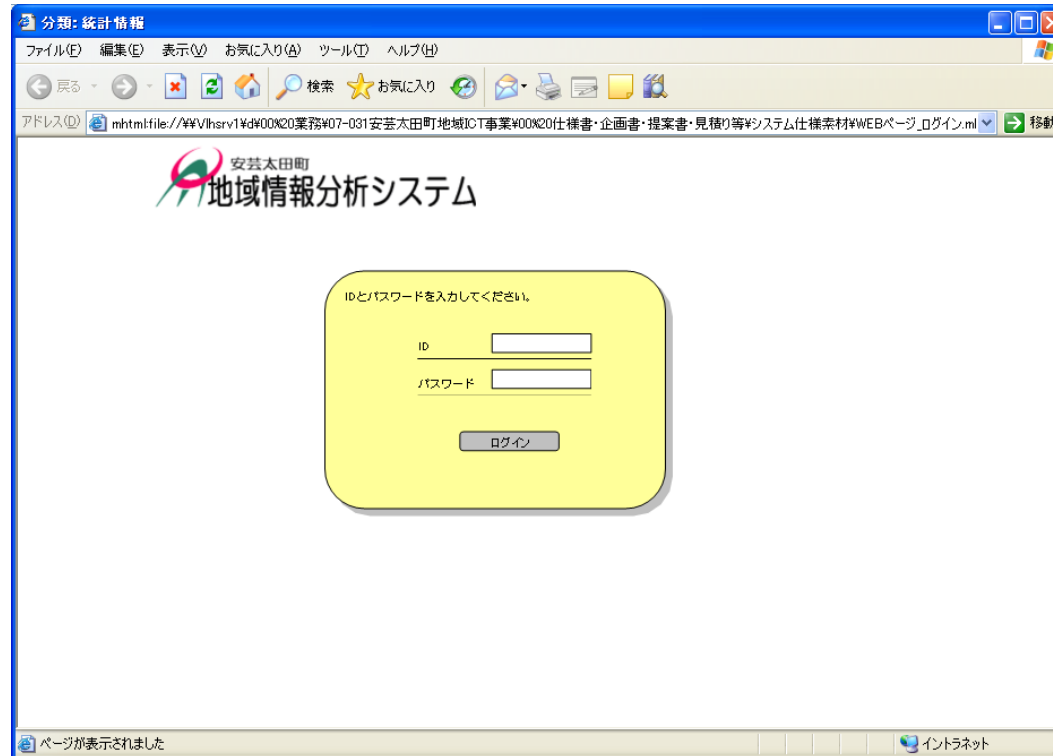 分類: 統計情報
ファイル(F) 編集(E) 表示(V) お気に入り(A) ツール(T) ヘルプ(H)
戻る 検索 お気に入り
アドレス(D) mhtml:file://¥¥Vlhsrv1¥d¥00%20業務¥07-031安芸太田町地域ICT事業¥00%20仕様書・企画書・提案書・見積り等¥システム仕様素材¥WEBページ_ログイン.ml 移動
安芸太田町
地域情報分析システム
IDとパスワードを入力してください。
ID
パスワード
ログイン
ページが表示されました イントラネット